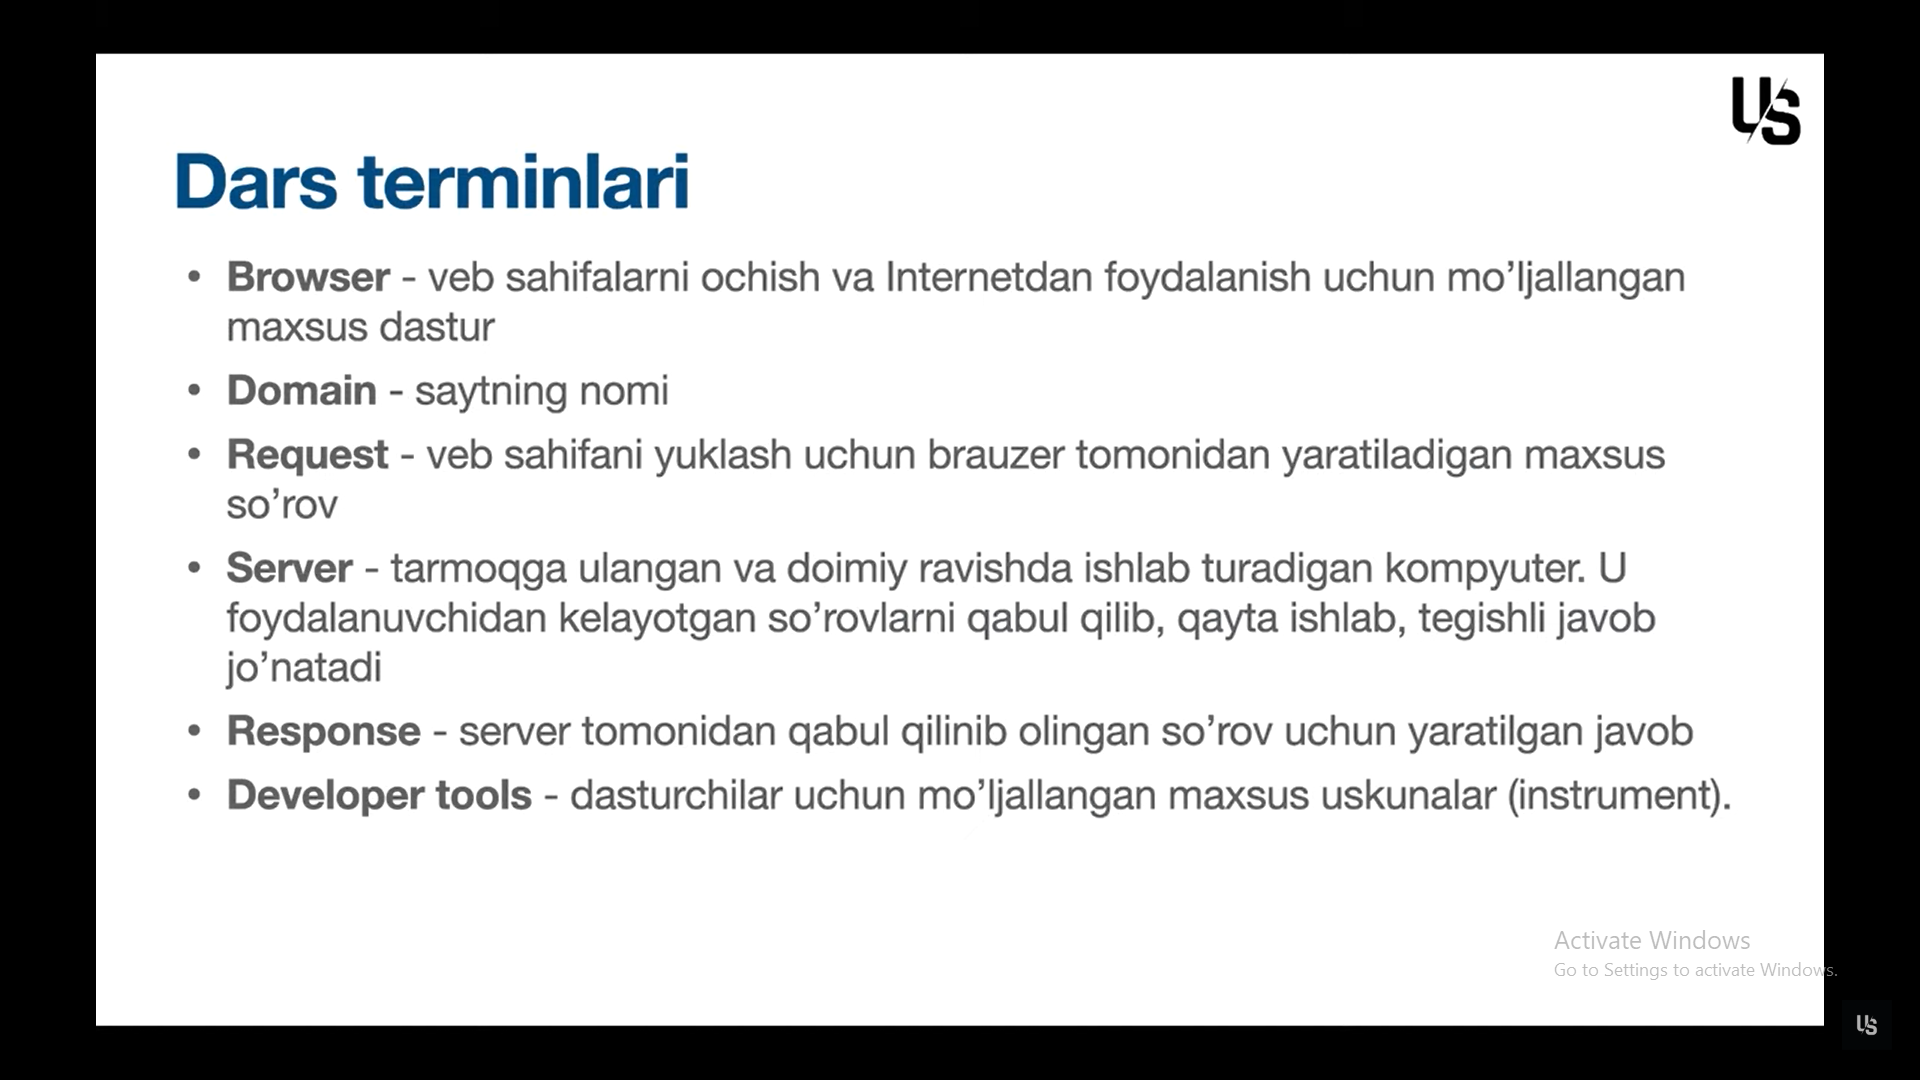 US
Dars terminlari
• Browser - veb sahifalarni ochish va Internetdan foydalanish uchun mo’ljallangan
maxsus dastur
• Domain - saytning nomi
• Request - veb sahifani yuklash uchun brauzer tomonidan yaratiladigan maxsus
so’rov
• Server - tarmoqga ulangan va doimiy ravishda ishlab turadigan kompyuter. U
foydalanuvchidan kelayotgan so’rovlarni qabul qilib, qayta ishlab, tegishli javob
jo’natadi
• Response - server tomonidan qabul qilinib olingan so’rov uchun yaratilgan javob
• Developer tools - dasturchilar uchun mo’ljallangan maxsus uskunalar (instrument).
Activate Windows
Go to Settings to activate Windows.
US